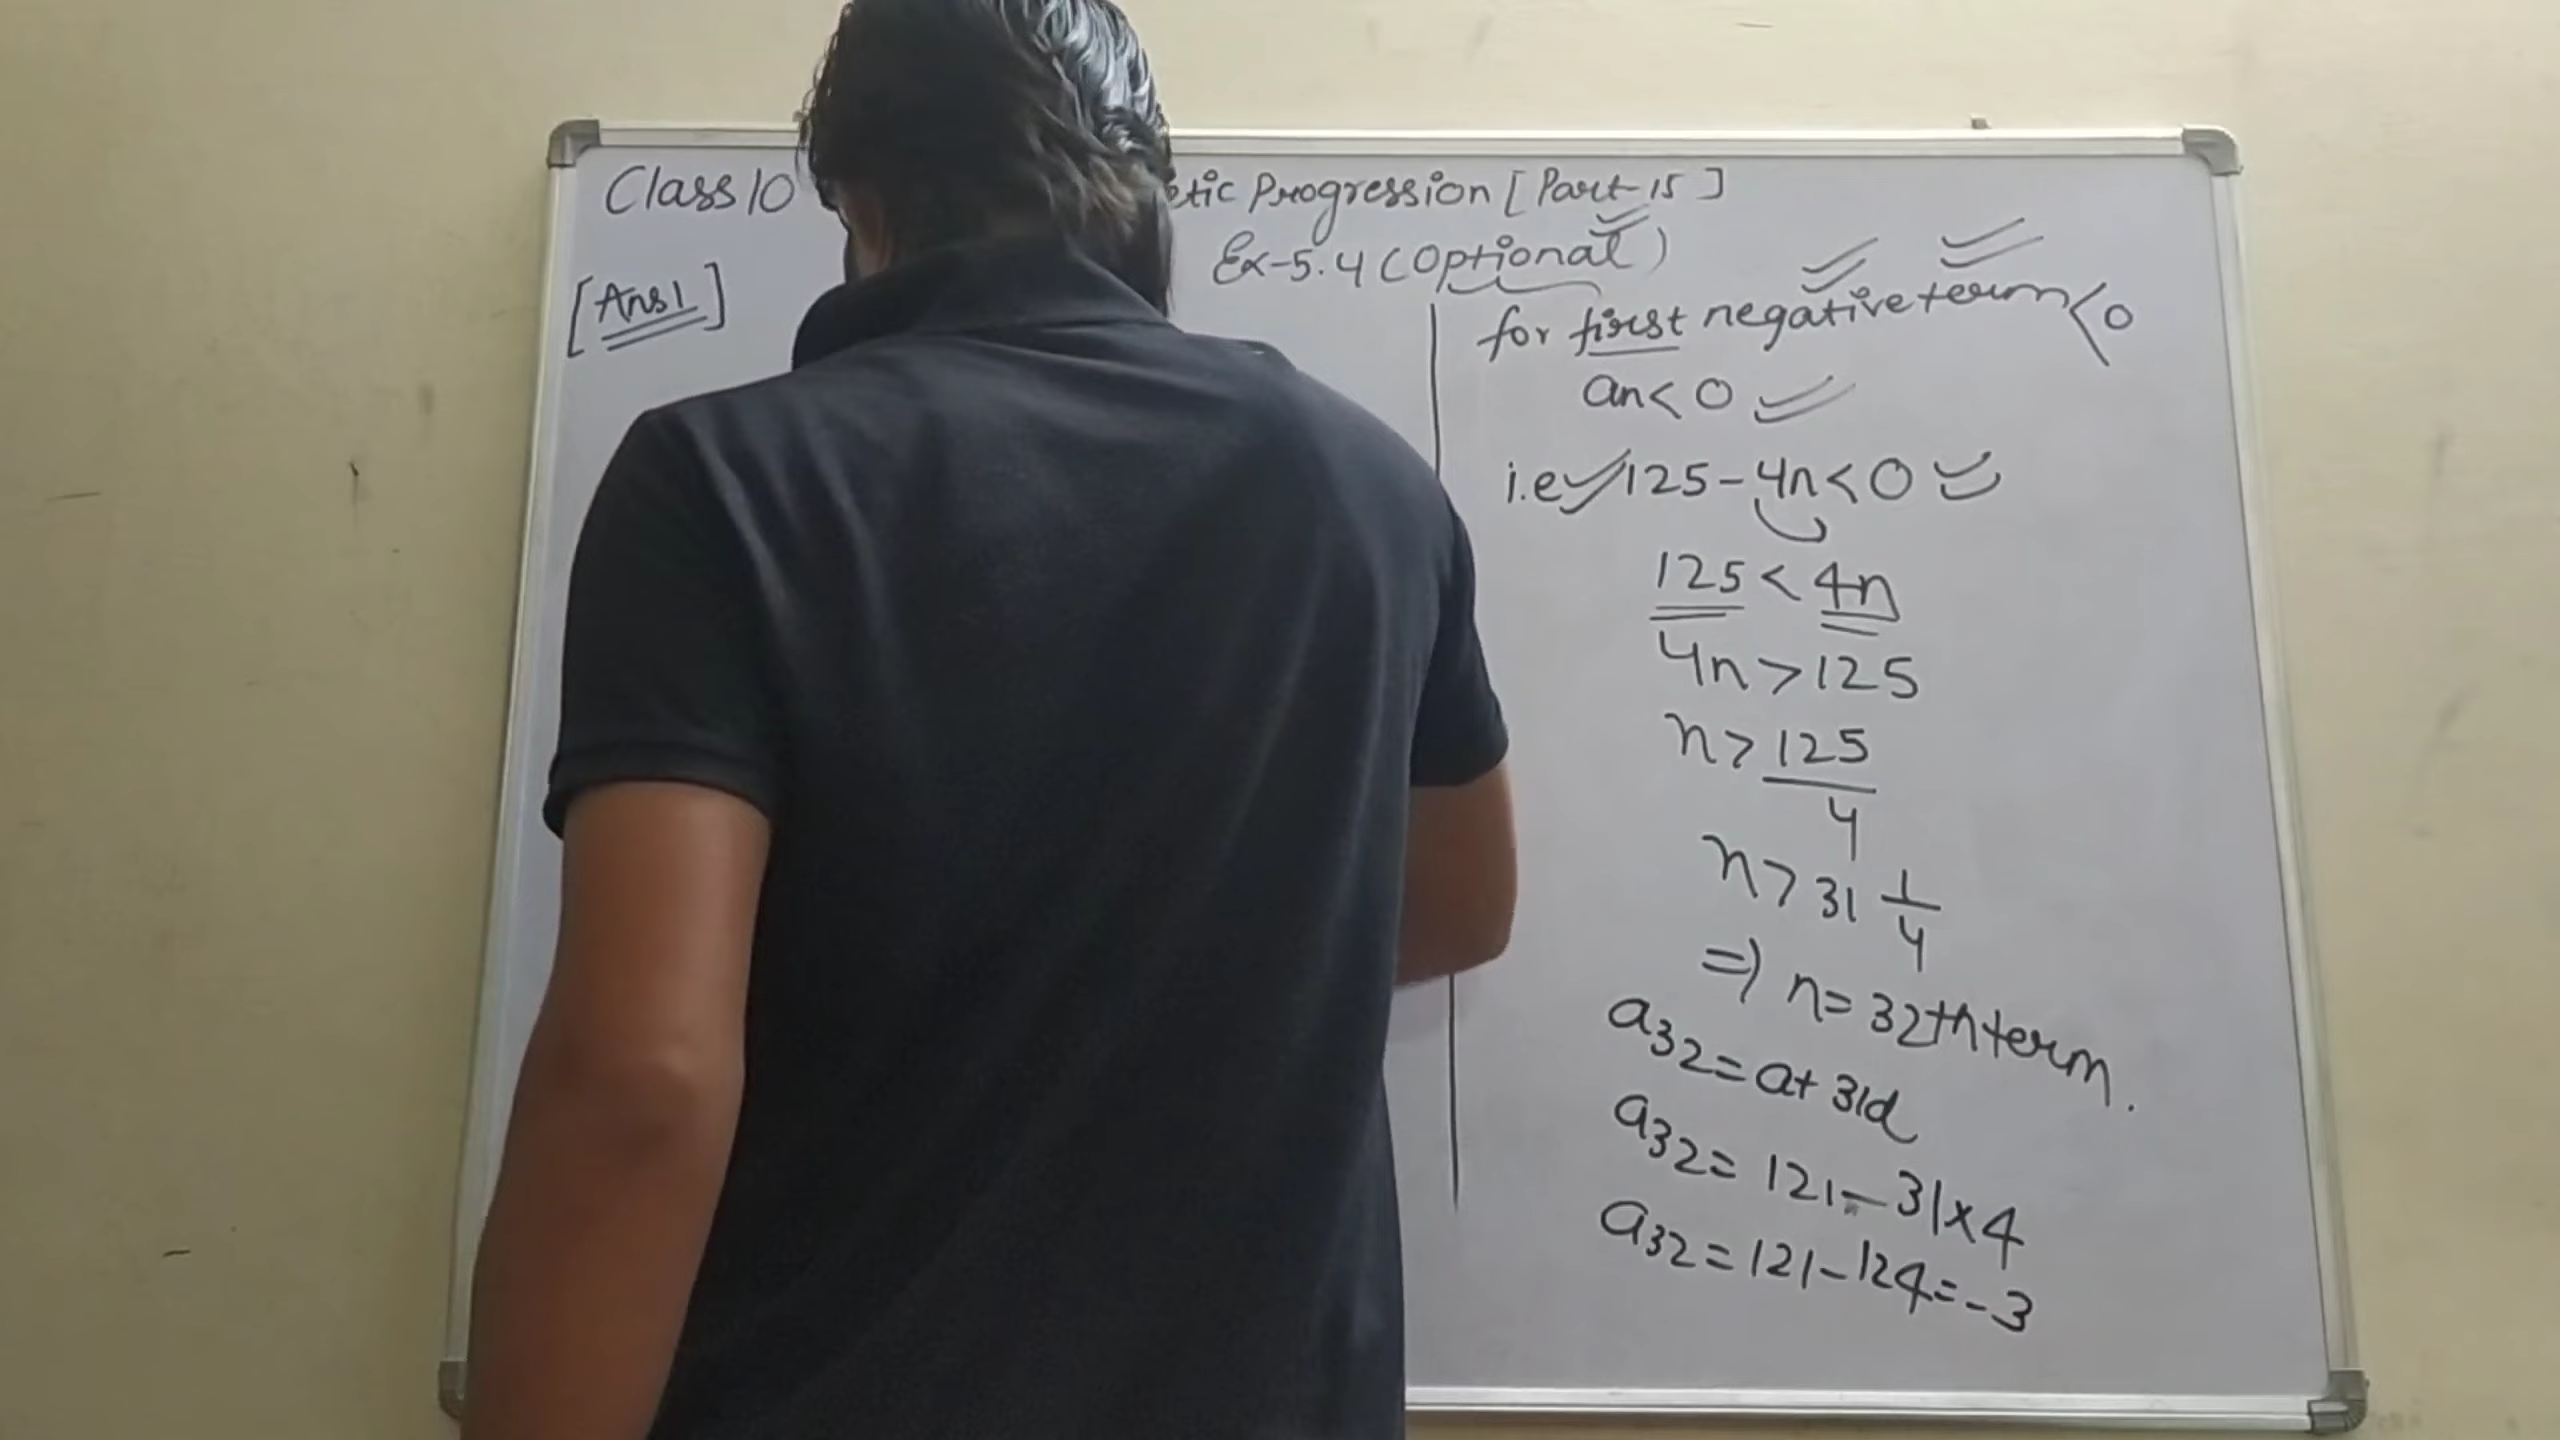 Class 10 etic Progression [Part-15]
Ex-5.4 (Optional)
[Ans1]
for first negative term < 0
an < 0
i.e 125 - 4n < 0
125 < 4n
4n > 125
n > 125/4
n > 31 1/4
=) n = 32th term.
a32 = a + 31d
a32 = 121 - 31 x 4
a32 = 121 - 124 = -3